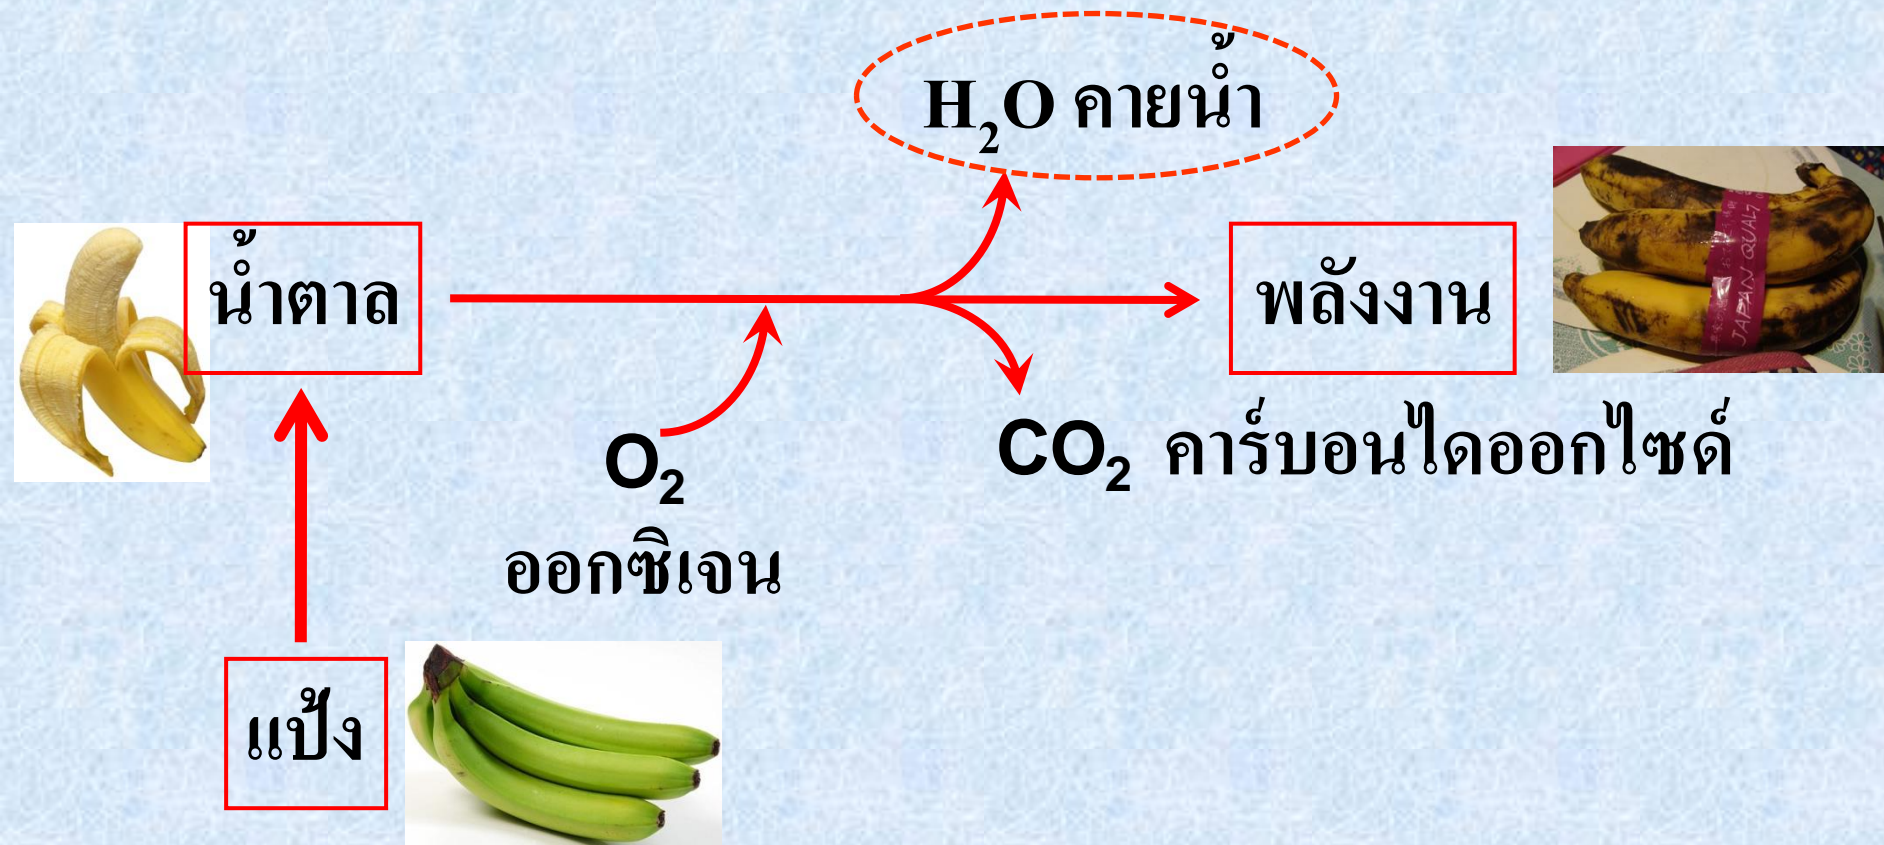 H₂O คายน้ำ
น้ำตาล
พลังงาน
JAPAN QUALI
O₂
ออกซิเจน
CO₂ คาร์บอนไดออกไซด์
แป้ง